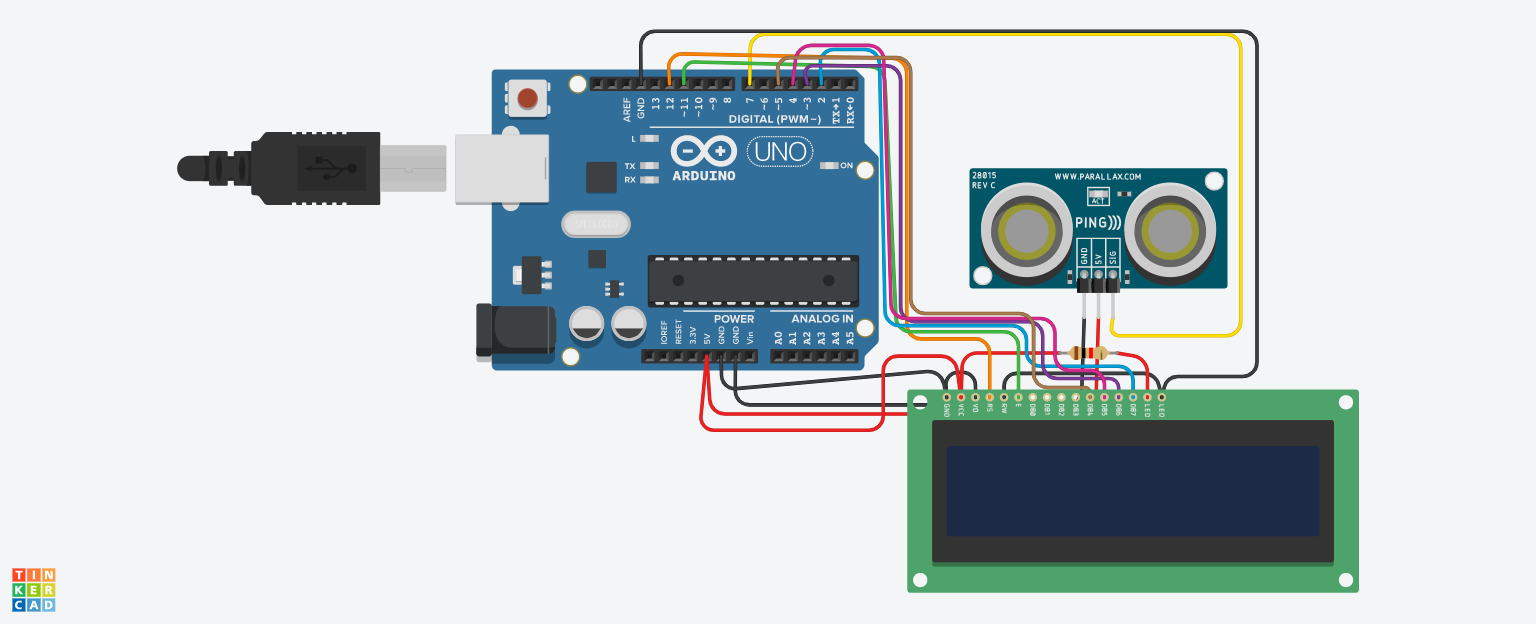 AREF
GND
13
12
~11
~10
~9
8
7
~6
~5
4
~3
2
TX→1
RX←0
DIGITAL (PWM~)
L
TX
RX
UNO
ON
ARDUINO
28015
REV C
WWW.PARALLAX.COM
ACT
PING)))
GND
5V
SIG
POWER
ANALOG IN
IOREF
RESET
3.3V
5V
GND
GND
Vin
A0
A1
A2
A3
A4
A5
GND
VCC
VO
RS
RW
E
DB0
DB1
DB2
DB3
DB4
DB5
DB6
DB7
LED
LED
TIN
KER
CAD